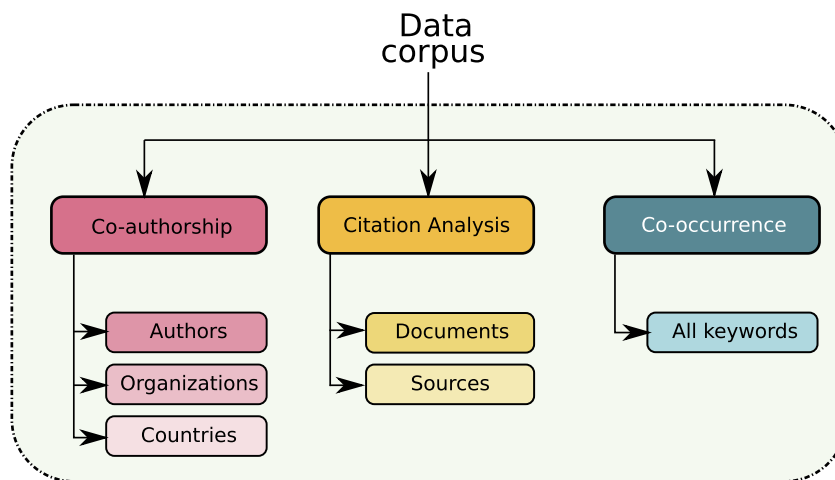 Data
corpus
Co-authorship
Citation Analysis
Co-occurrence
Authors
Organizations
Countries
Documents
Sources
All keywords